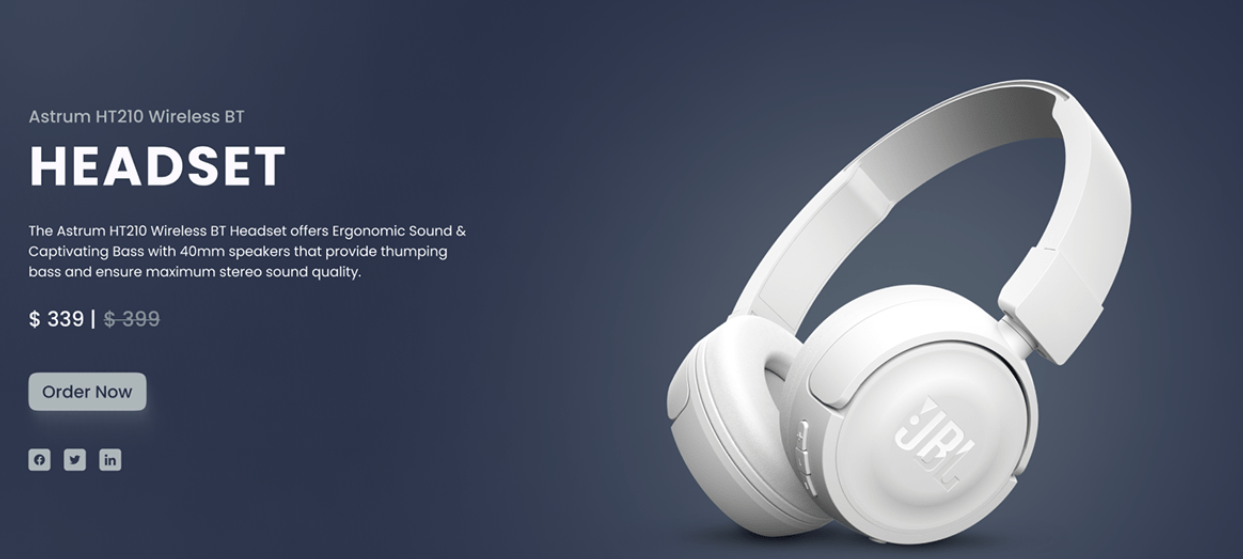 Astrum HT210 Wireless BT
HEADSET
The Astrum HT210 Wireless BT Headset offers Ergonomic Sound &
Captivating Bass with 40mm speakers that provide thumping
bass and ensure maximum stereo sound quality.
$ 339 | $ 399
Order Now
JBL